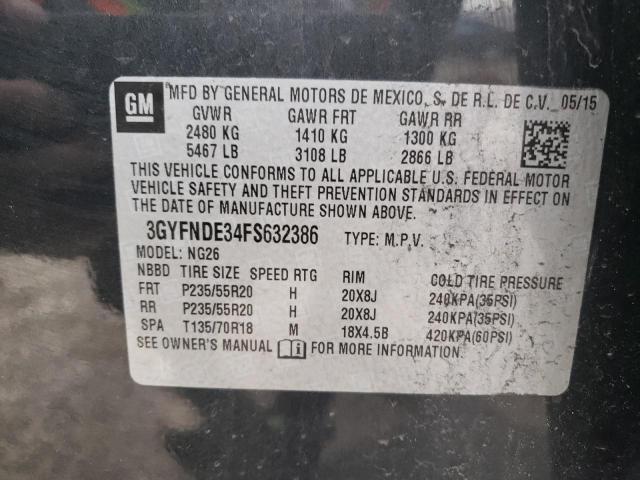 GM
MFD BY GENERAL MOTORS DE MEXICO, S. DE R.L. DE C.V. 05/15
GVWR GAWR FRT GAWR RR
2480 KG 1410 KG 1300 KG
5467 LB 3108 LB 2866 LB
THIS VEHICLE CONFORMS TO ALL APPLICABLE U.S. FEDERAL MOTOR
VEHICLE SAFETY AND THEFT PREVENTION STANDARDS IN EFFECT ON
THE DATE OF MANUFACTURE SHOWN ABOVE.
3GYFNDE34FS632386 TYPE: M.P.V.
MODEL: NG26
NBBD TIRE SIZE SPEED RTG RIM COLD TIRE PRESSURE
FRT P235/55R20 H 20X8J 240KPA(35PSI)
RR P235/55R20 H 20X8J 240KPA(35PSI)
SPA T135/70R18 M 18X4.5B 420KPA(60PSI)
SEE OWNER'S MANUAL i FOR MORE INFORMATION.